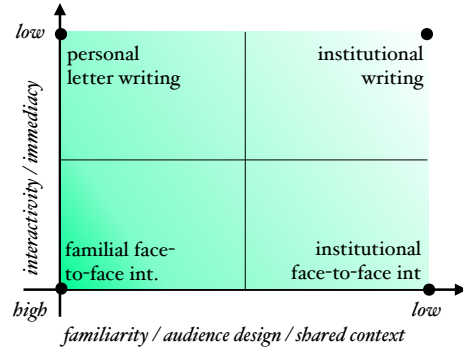 low
personal
letter writing
institutional
writing
interactivity / immediacy
familial face-
to-face int.
institutional
face-to-face int
high
low
familiarity / audience design / shared context